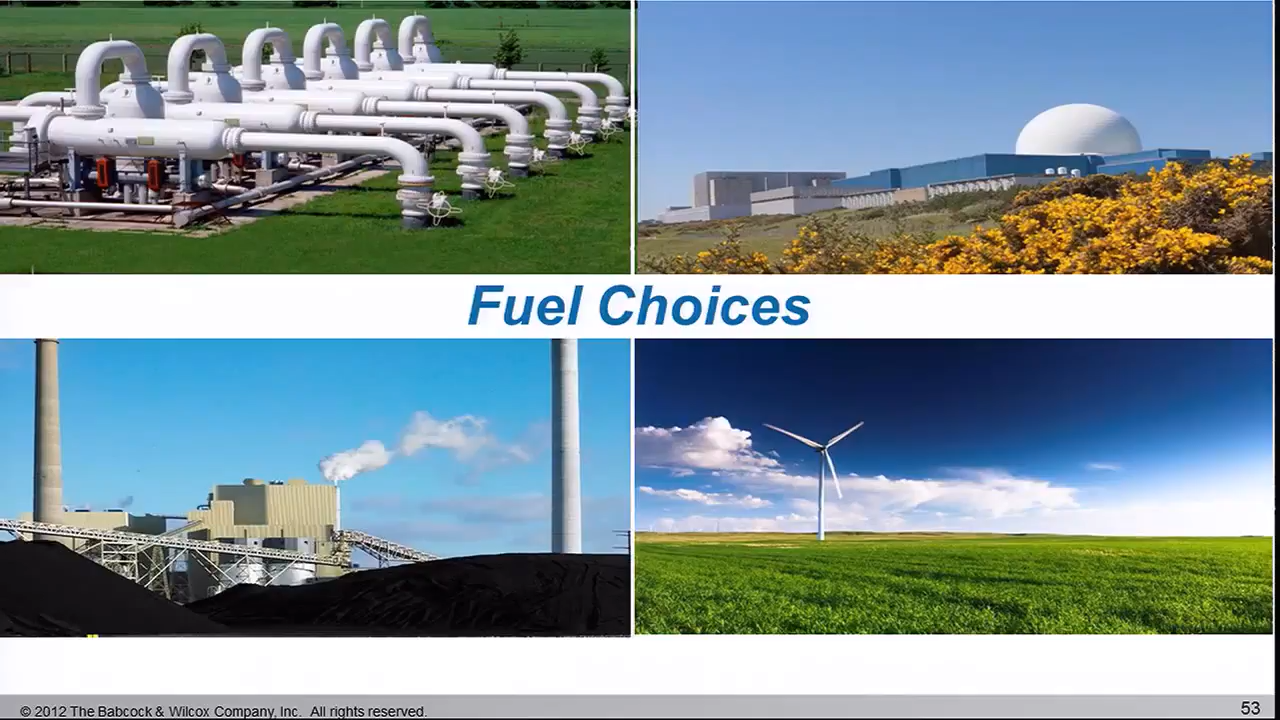 Fuel Choices
© 2012 The Babcock & Wilcox Company, Inc. All rights reserved.
53